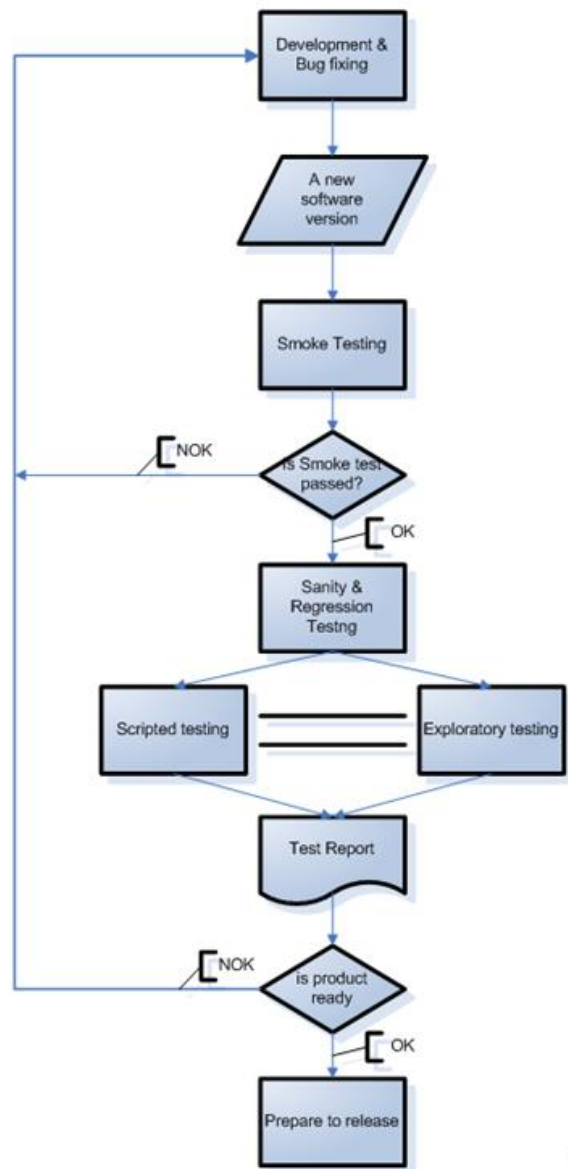 Development &
Bug fixing
A new
software
version
Smoke Testing
NOK
is Smoke test
passed?
OK
Sanity &
Regression
Testng
Scripted testing
Exploratory testing
Test Report
NOK
is product
ready
OK
Prepare to release